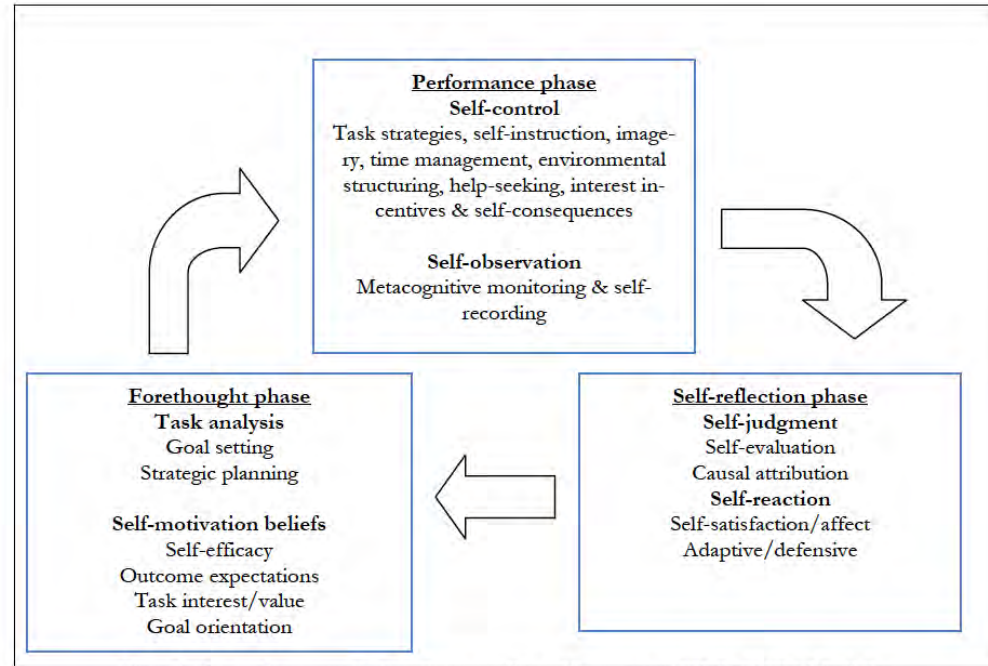 Performance phase
Self-control
Task strategies, self-instruction, image-
ry, time management, environmental
structuring, help-seeking, interest in-
centives & self-consequences
Self-observation
Metacognitive monitoring & self-
recording
Forethought phase
Task analysis
Goal setting
Strategic planning
Self-motivation beliefs
Self-efficacy
Outcome expectations
Task interest/value
Goal orientation
Self-reflection phase
Self-judgment
Self-evaluation
Causal attribution
Self-reaction
Self-satisfaction/affect
Adaptive/defensive